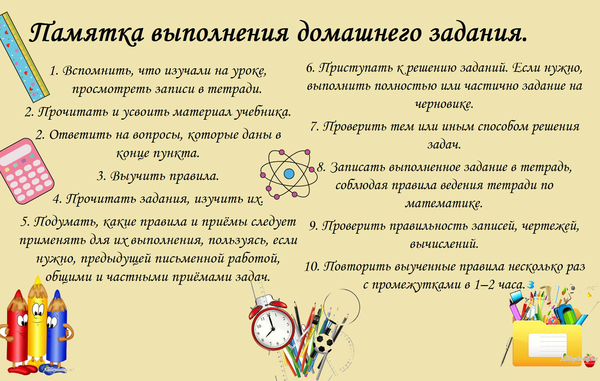 Памятка выполнения домашнего задания.
1. Вспомнить, что изучали на уроке,
просмотреть записи в тетради.
2. Прочитать и усвоить материал учебника.
2. Ответить на вопросы, которые даны в
конце пункта.
3. Выучить правила.
4. Прочитать задания, изучить их.
5. Подумать, какие правила и приёмы следует
применять для их выполнения, пользуясь, если
нужно, предыдущей письменной работой,
общими и частными приёмами задач.
6. Приступать к решению заданий. Если нужно,
выполнить полностью или частично задание на
черновике.
7. Проверить тем или иным способом решения
задач.
8. Записать выполненное задание в тетрадь,
соблюдая правила ведения тетради по
математике.
9. Проверить правильность записей, чертежей,
вычислений.
10. Повторить выученные правила несколько раз
с промежутками в 1–2 часа.